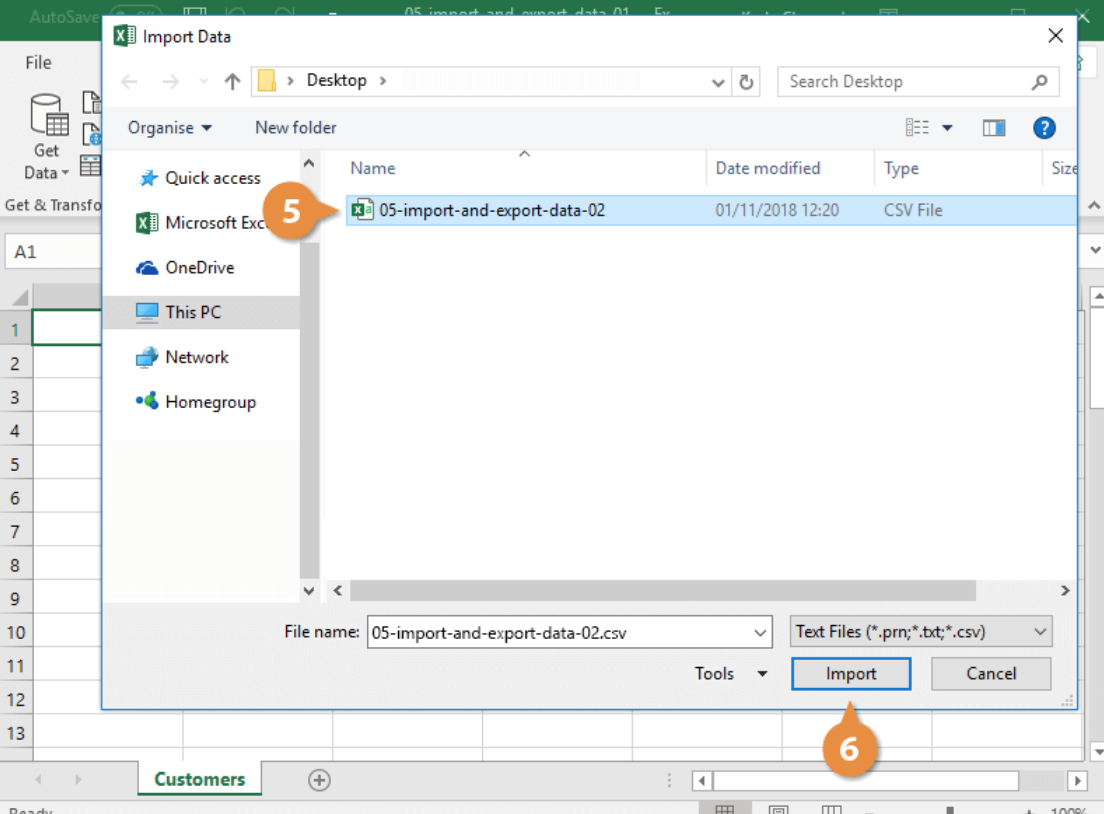 AutoSave Off 05-import-and-export-data-01 - Ex
Import Data
File
Desktop
Search Desktop
Organise New folder
Get
Data
Get & Transfo
Name Date modified Type Size
Quick access
Microsoft Exc
5
05-import-and-export-data-02 01/11/2018 12:20 CSV File
OneDrive
This PC
Network
Homegroup
A1
1
2
3
4
5
6
7
8
9
10
11
12
13
File name: 05-import-and-export-data-02.csv Text Files (*.prn;*.txt;*.csv)
Tools Import Cancel
6
Customers
Ready 100%